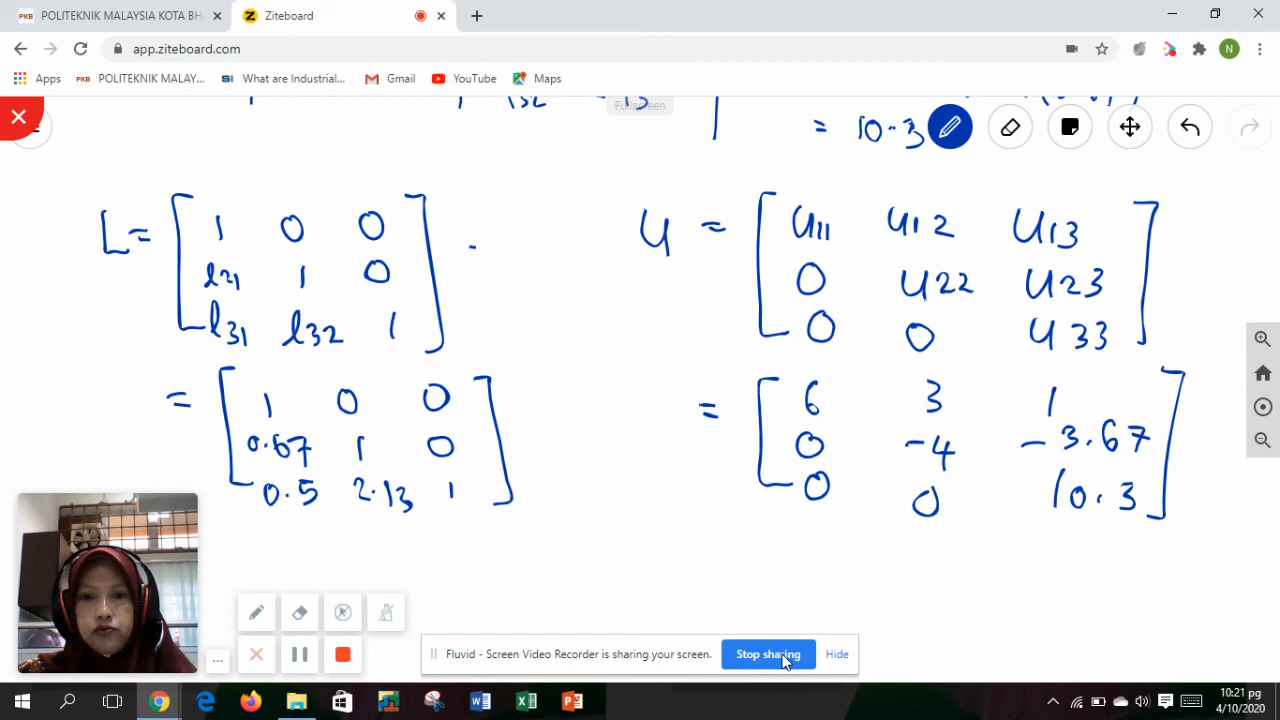 POLITEKNIK MALAYSIA KOTA BH
Ziteboard
app.ziteboard.com
N
Apps
POLITEKNIK MALAY...
What are Industrial...
Gmail
YouTube
Maps
Fullscreen
= 10.3
L = 1 0 0
l21 1 0
l31 l32 1
U = U11 U12 U13
0 U22 U23
0 0 U33
= 1 0 0
0.67 1 0
0.5 2.13 1
= 6 3 1
0 -4 -3.67
0 0 10.3
Fluvid - Screen Video Recorder is sharing your screen.
Stop sharing
Hide
10:21 pg
4/10/2020